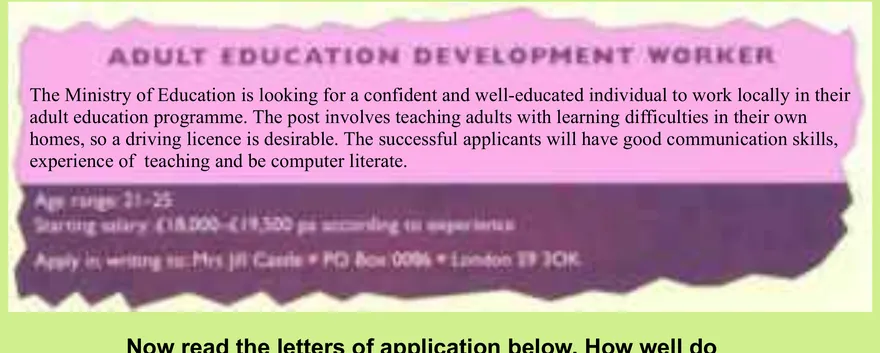 ADULT EDUCATION DEVELOPMENT WORKER
The Ministry of Education is looking for a confident and well-educated individual to work locally in their
adult education programme. The post involves teaching adults with learning difficulties in their own
homes, so a driving licence is desirable. The successful applicants will have good communication skills,
experience of teaching and be computer literate.
Age range: 21-25
Starting salary: £18,000-£19,500 pa according to experience
Apply in writing to: Mrs Jill Castle • PO Box 0086 • London
Now read the letters of application below. How well do